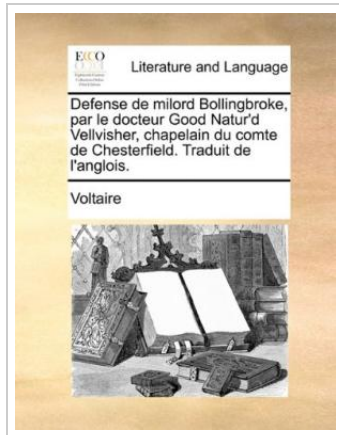 ECCO
Literature and Language
Defense de milord Bollingbroke,
par le docteur Good Natur'd
Vellvisher, chapelain du comte
de Chesterfield. Traduit de
l'anglois.
Voltaire